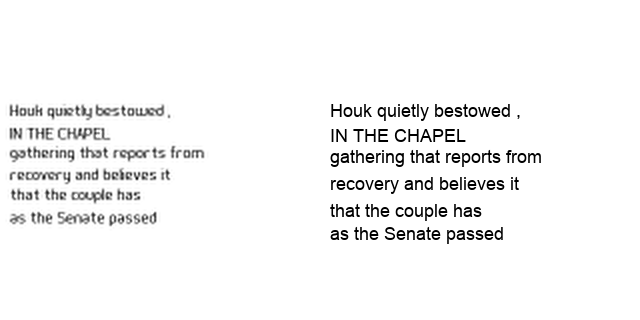 Houk quietly bestowed ,
IN THE CHAPEL
gathering that reports from
recovery and believes it
that the couple has
as the Senate passed
Houk quietly bestowed ,
IN THE CHAPEL
gathering that reports from
recovery and believes it
that the couple has
as the Senate passed